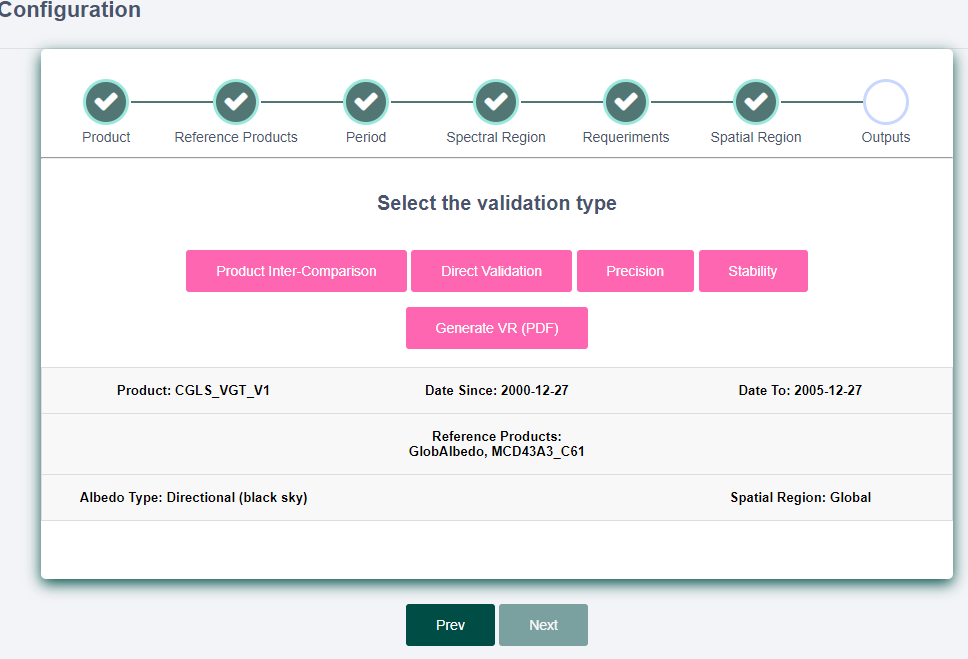 Configuration
Product Reference Products Period Spectral Region Requeriments Spatial Region Outputs
Select the validation type
Product Inter-Comparison Direct Validation Precision Stability
Generate VR (PDF)
Product: CGLS_VGT_V1 Date Since: 2000-12-27 Date To: 2005-12-27
Reference Products:
GlobAlbedo, MCD43A3_C61
Albedo Type: Directional (black sky) Spatial Region: Global
Prev Next